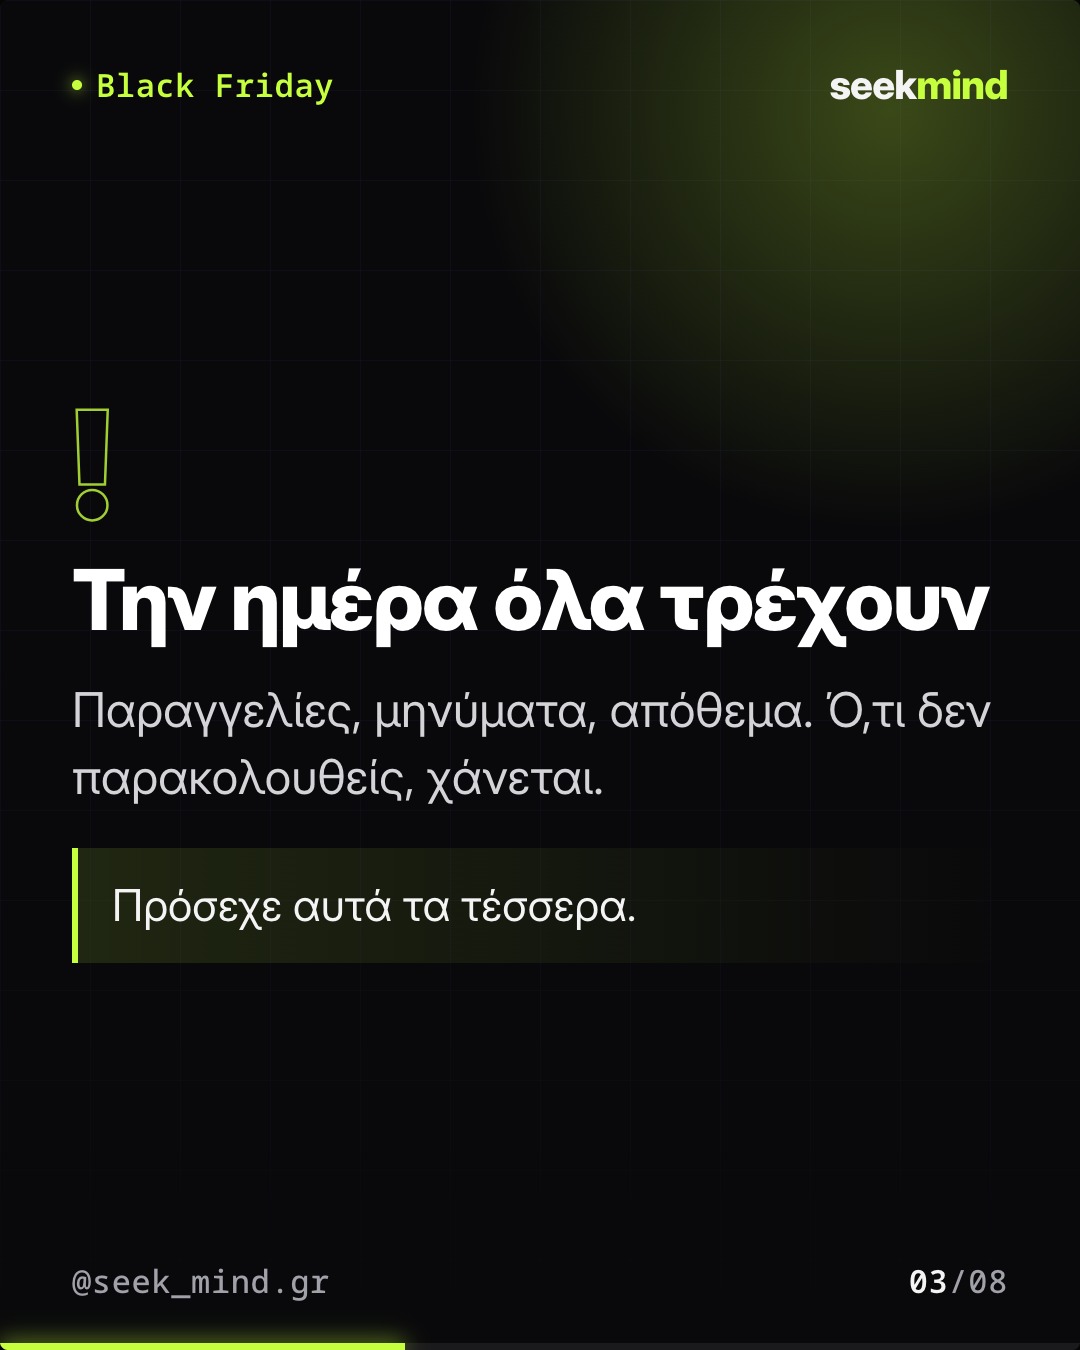 Black Friday
seekmind
!
Την ημέρα όλα τρέχουν
Παραγγελίες, μηνύματα, απόθεμα. Ό,τι δεν
παρακολουθείς, χάνεται.
Πρόσεχε αυτά τα τέσσερα.
@seek_mind.gr
03/08